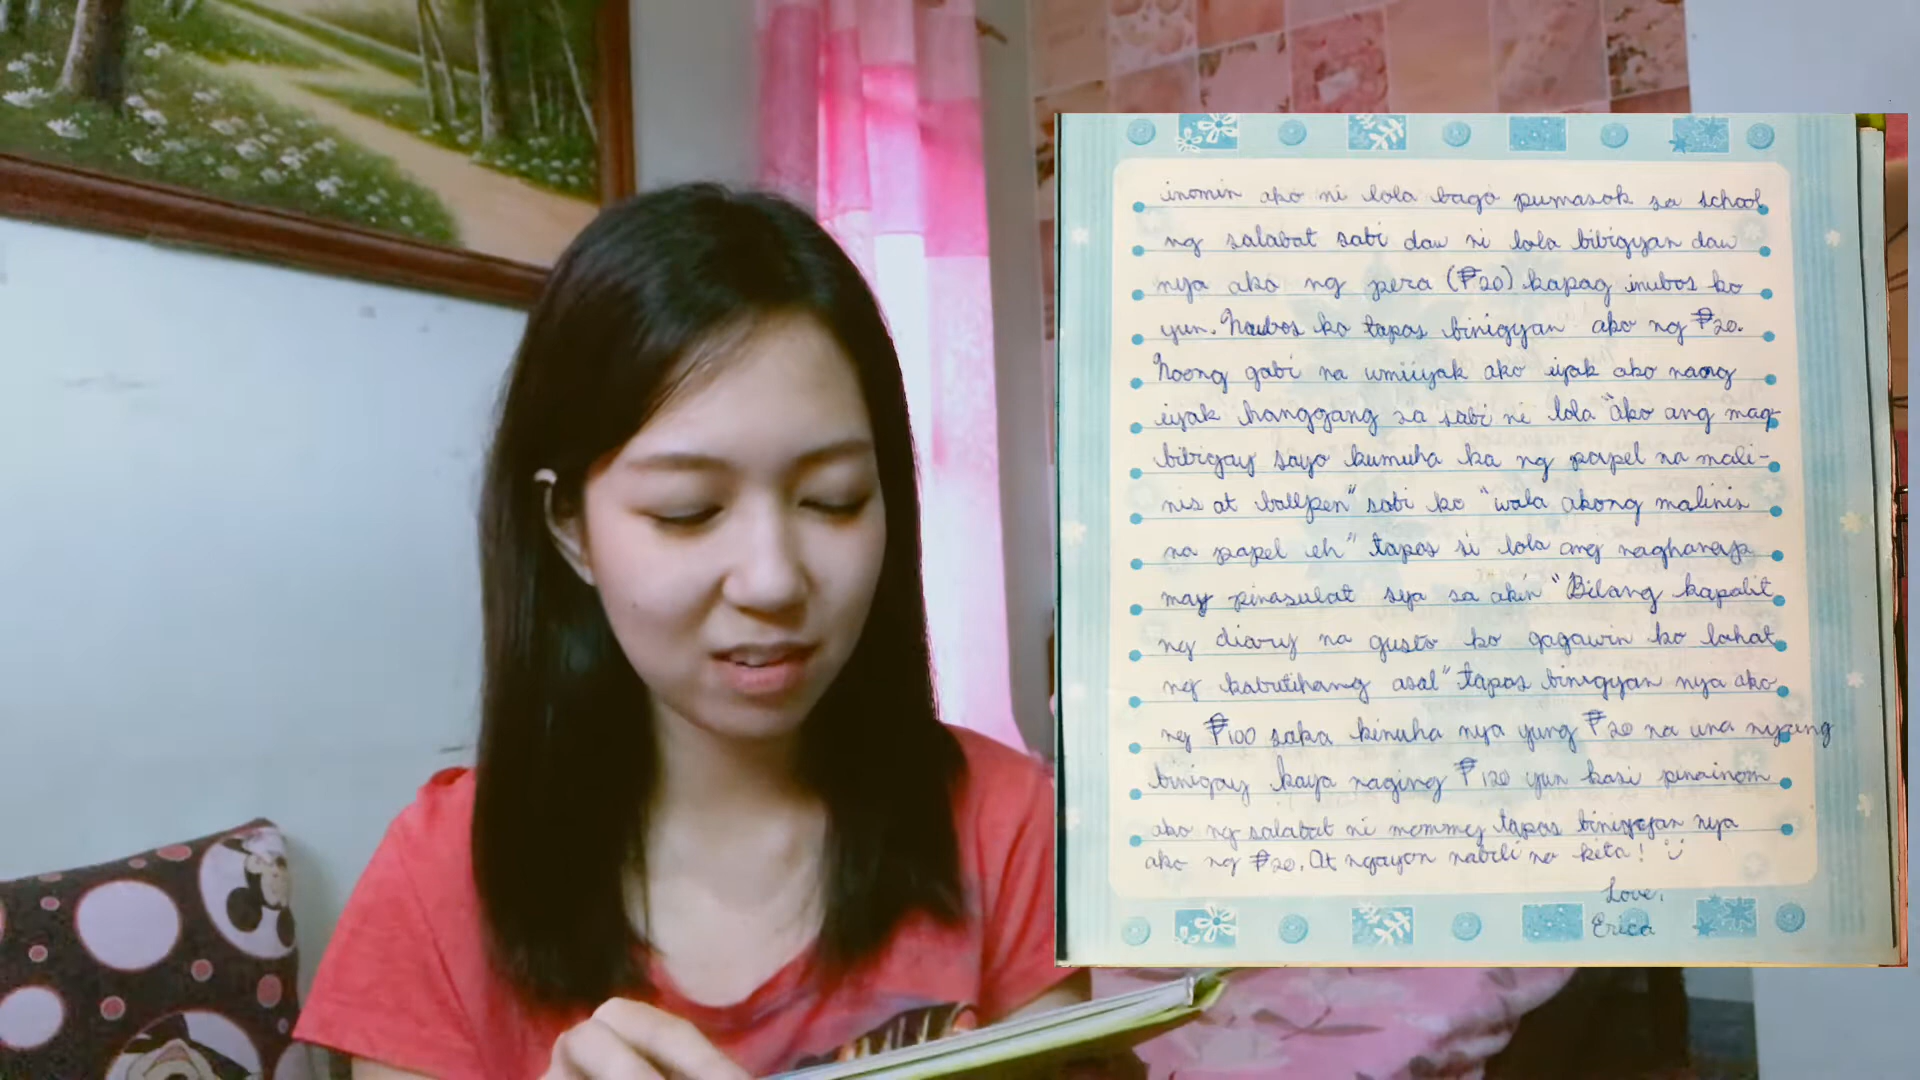 inomin ako ni lola bago pumasok sa school
ng salabat sabi daw ni lola bibigyan daw
nya ako ng pera (₱20) kapag inubos ko
yun. Naubos ko tapos binigyan ako ng ₱20.
Noong gabi na umiiyak ako iyak ako naong
iyak hanggang sa sabi ni lola "ako ang mag-
bibigay sayo kumuha ka ng papel na mali-
nis at ballpen" sabi ko "wala akong malinis
na papel eh" tapos si lola ang naghanap
may pinasulat sya sa akin "Bilang kapalit
ng diary na gusto ko gagawin ko lahat
ng kabutihang asal" tapos binigyan nya ako
ng ₱100 saka kinuha nya yung ₱20 na una nyang
binigay kaya naging ₱120 yun kasi pinainom
ako ng salabat ni mommy tapos binigyan nya
ako ng ₱20. At ngayon nabili na kita!
Love,
Erica